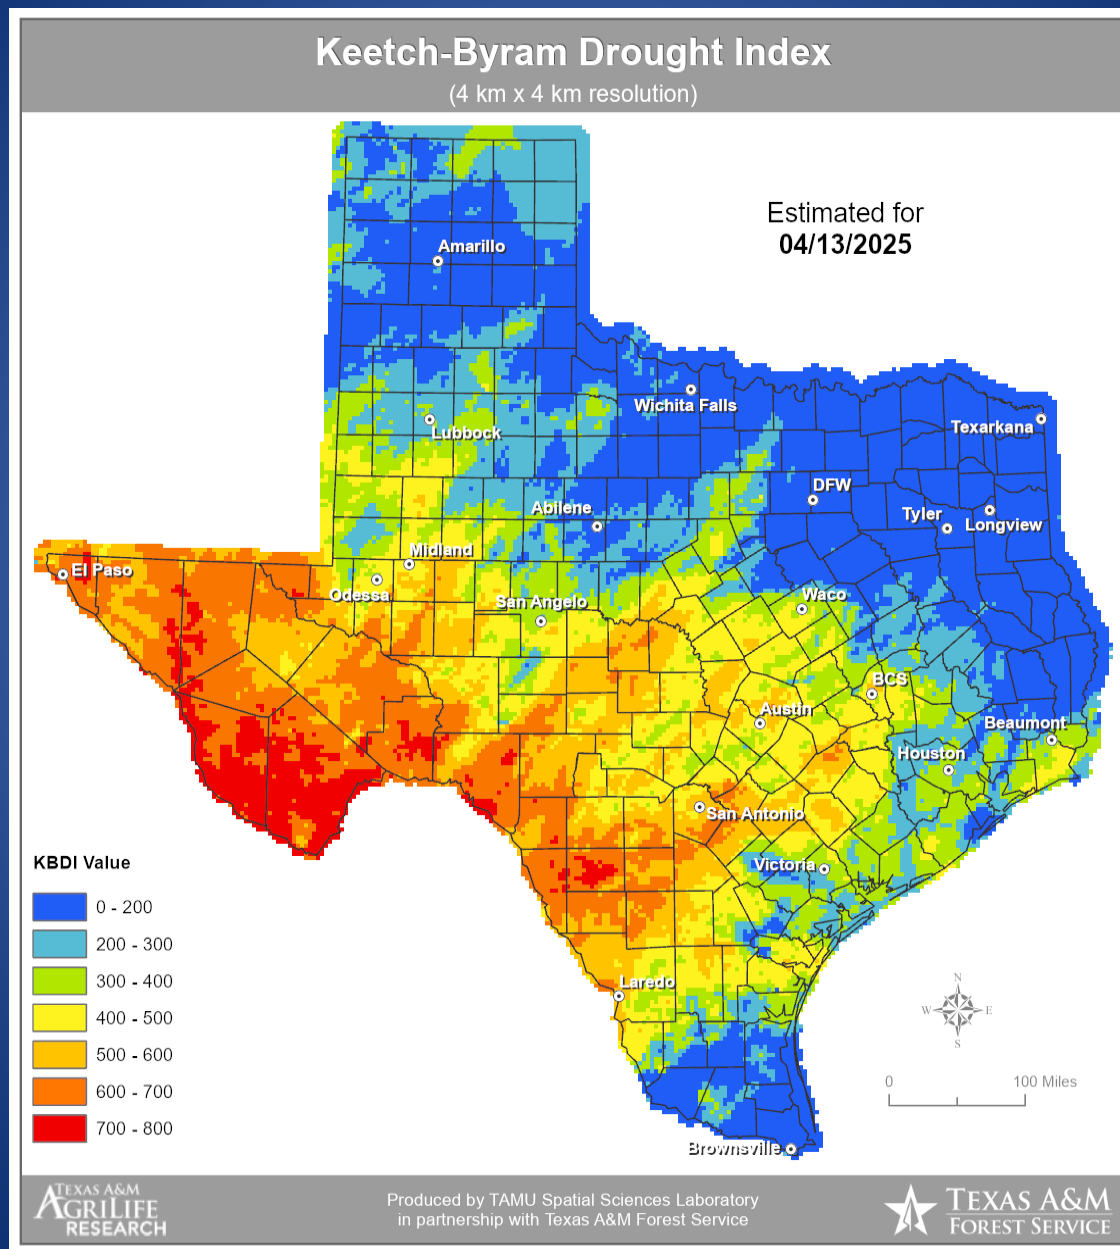 Keetch-Byram Drought Index
(4 km x 4 km resolution)
Estimated for
04/13/2025
Amarillo
Wichita Falls
Texarkana
Lubbock
DFW
Abilene
Tyler
Longview
Midland
El Paso
Odessa
San Angelo
Waco
BCS
Austin
Beaumont
Houston
San Antonio
Victoria
Laredo
Brownsville
KBDI Value
0 - 200
200 - 300
300 - 400
400 - 500
500 - 600
600 - 700
700 - 800
N
W
E
S
0
100 Miles
TEXAS A&M
AGRILIFE
RESEARCH
Produced by TAMU Spatial Sciences Laboratory
in partnership with Texas A&M Forest Service
TEXAS A&M
FOREST SERVICE